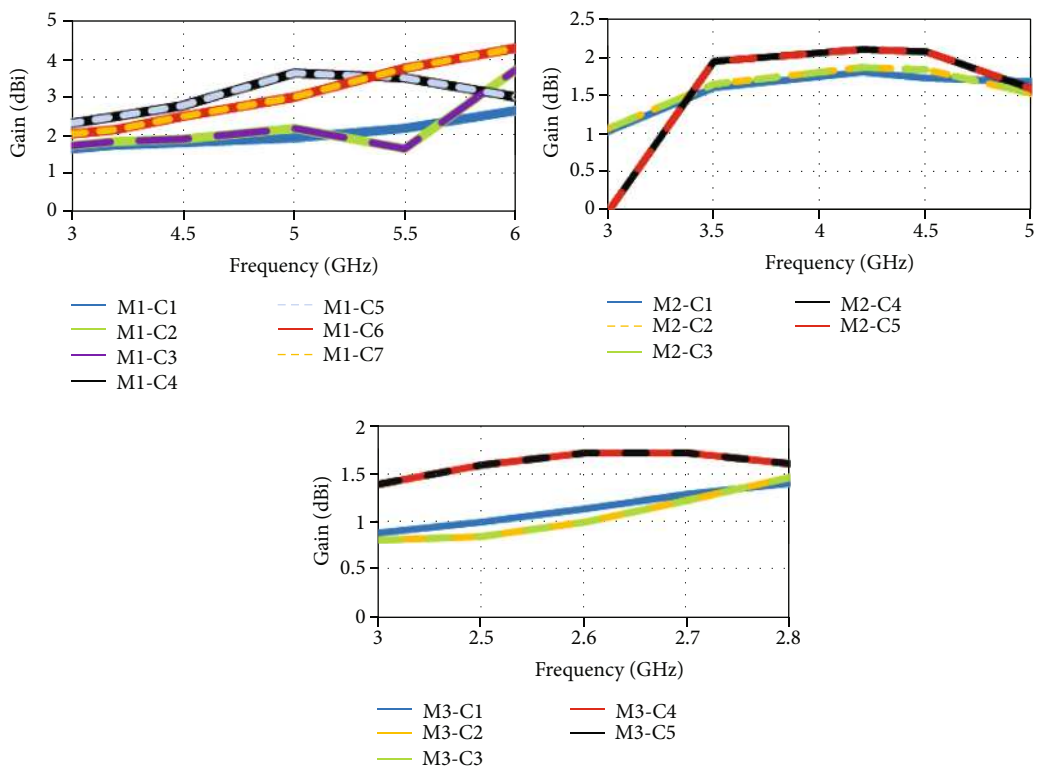 5
4
3
2
1
0
Gain (dBi)
3 4.5 5 5.5 6
Frequency (GHz)
M1-C1 M1-C5
M1-C2 M1-C6
M1-C3 M1-C7
M1-C4
2.5
2
1.5
1
0.5
0
Gain (dBi)
3 3.5 4 4.5 5
Frequency (GHz)
M2-C1 M2-C4
M2-C2 M2-C5
M2-C3
2
1.5
1
0.5
0
Gain (dBi)
3 2.5 2.6 2.7 2.8
Frequency (GHz)
M3-C1 M3-C4
M3-C2 M3-C5
M3-C3